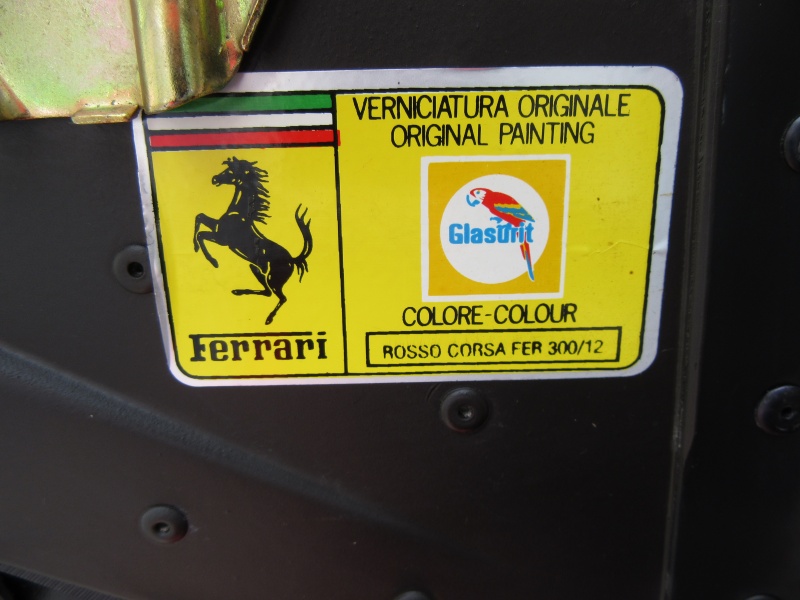 VERNICIATURA ORIGINALE
ORIGINAL PAINTING
Glasurit
COLORE-COLOUR
ROSSO CORSA FER 300/12
Ferrari